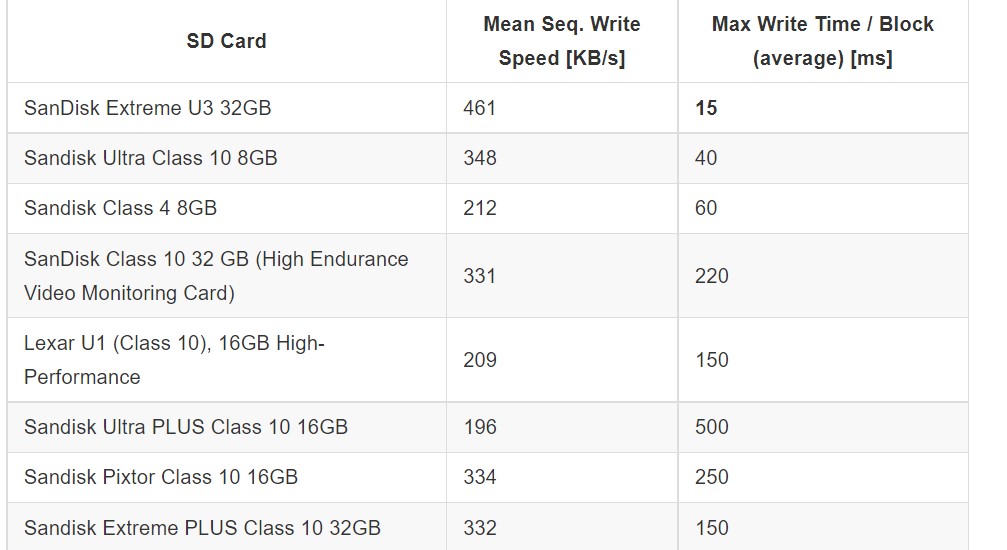 SD Card
Mean Seq. Write
Speed [KB/s]
Max Write Time / Block
(average) [ms]
SanDisk Extreme U3 32GB
461
15
Sandisk Ultra Class 10 8GB
348
40
Sandisk Class 4 8GB
212
60
SanDisk Class 10 32 GB (High Endurance
Video Monitoring Card)
331
220
Lexar U1 (Class 10), 16GB High-
Performance
209
150
Sandisk Ultra PLUS Class 10 16GB
196
500
Sandisk Pixtor Class 10 16GB
334
250
Sandisk Extreme PLUS Class 10 32GB
332
150